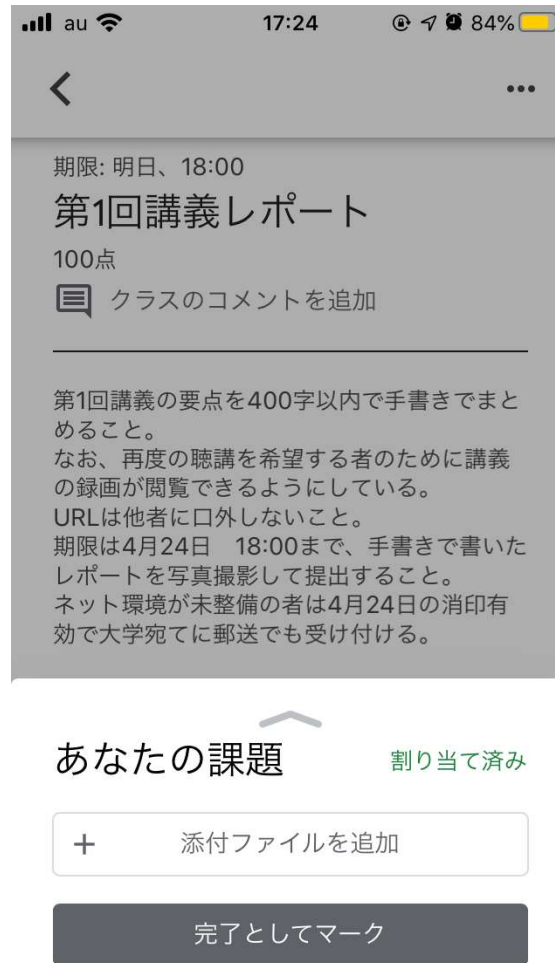 au 17:24 84%
期限: 明日、18:00
第1回講義レポート
100点
クラスのコメントを追加
第1回講義の要点を400字以内で手書きでまと
めること。
なお、再度の聴講を希望する者のために講義
の録画が閲覧できるようにしている。
URLは他者に口外しないこと。
期限は4月24日　18:00まで、手書きで書いた
レポートを写真撮影して提出すること。
ネット環境が未整備の者は4月24日の消印有
効で大学宛てに郵送でも受け付ける。
あなたの課題 割り当て済み
+ 添付ファイルを追加
完了としてマーク